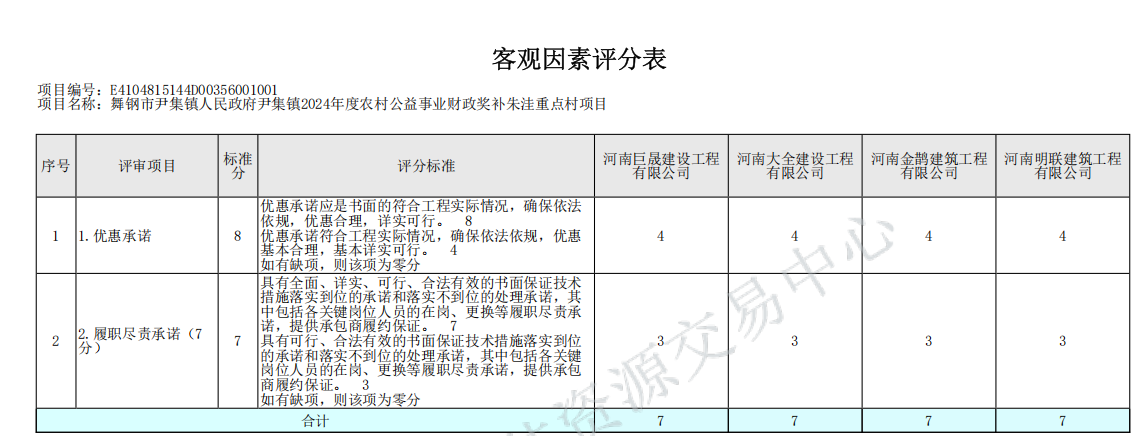 客观因素评分表
项目编号：E4104815144D00356001001
项目名称：舞钢市尹集镇人民政府尹集镇2024年度农村公益事业财政奖补朱洼重点村项目
序号 评审项目 标准分 评分标准 河南巨晟建设工程有限公司 河南大全建设工程有限公司 河南金鹊建筑工程有限公司 河南明联建筑工程有限公司
1 1.优惠承诺 8
优惠承诺应是书面的符合工程实际情况，确保依法
依规，优惠合理，详实可行。 8
优惠承诺符合工程实际情况，确保依法依规，优惠
基本合理，基本详实可行。 4
如有缺项，则该项为零分
4 4 4 4
2 2.履职尽责承诺（7分） 7
具有全面、详实、可行、合法有效的书面保证技术
措施落实到位的承诺和落实不到位的处理承诺，其
中包括各关键岗位人员的在岗、更换等履职尽责承
诺，提供承包商履约保证。 7
具有可行、合法有效的书面保证技术措施落实到位
的承诺和落实不到位的处理承诺，其中包括各关键
岗位人员的在岗、更换等履职尽责承诺，提供承包
商履约保证。 3
如有缺项，则该项为零分
3 3 3 3
合计 7 7 7 7
资源交易中心